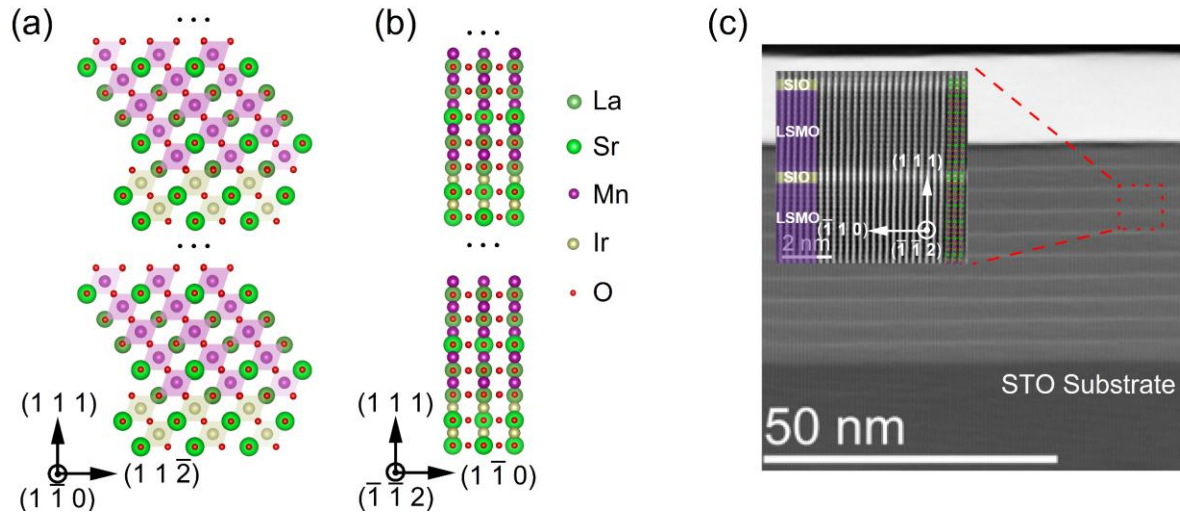 (a)
(b)
(c)
...
...
...
...
(1 1 1)
(1 1 2̅)
(1 1̅ 0)
(1 1 1)
(1 1̅ 0)
(1̅ 1̅ 2)
La
Sr
Mn
Ir
O
SIO
LSMO
SIO
LSMO
(1 1 1)
(1̅ 1 0)
(1̅ 1̅ 2)
2 nm
STO Substrate
50 nm